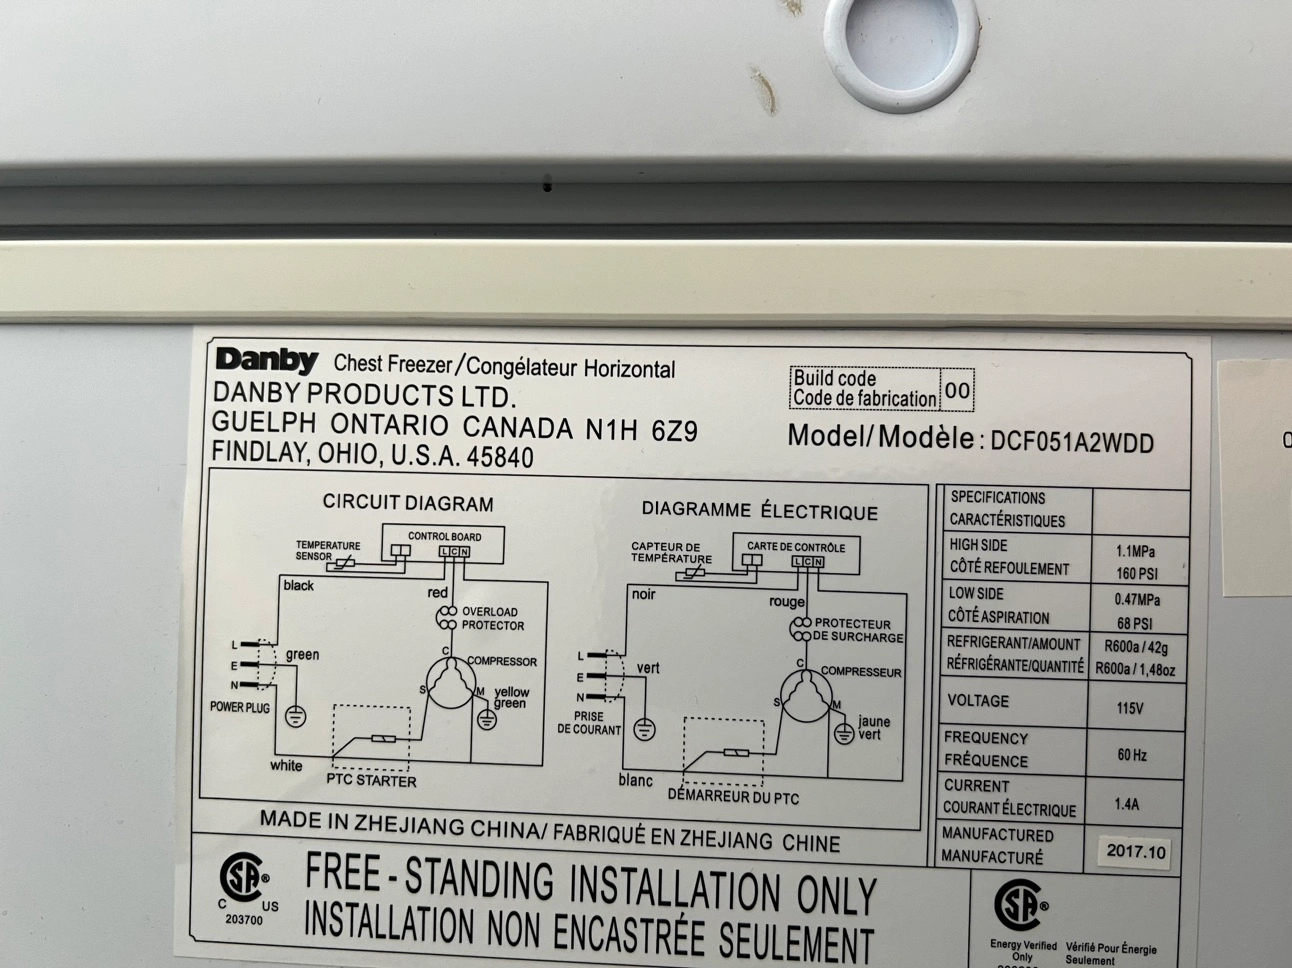 Danby Chest Freezer/Congélateur Horizontal
DANBY PRODUCTS LTD.
GUELPH ONTARIO CANADA N1H 6Z9
FINDLAY, OHIO, U.S.A. 45840
Build code
Code de fabrication
00
Model/Modèle: DCF051A2WDD
CIRCUIT DIAGRAM
CONTROL BOARD
TEMPERATURE
SENSOR
L C N
black
red
OVERLOAD
PROTECTOR
L
E
N
green
C
COMPRESSOR
S
M
yellow
green
POWER PLUG
white
PTC STARTER
DIAGRAMME ÉLECTRIQUE
CARTE DE CONTRÔLE
CAPTEUR DE
TEMPÉRATURE
L C N
noir
rouge
PROTECTEUR
DE SURCHARGE
L
E
N
vert
C
COMPRESSEUR
S
M
jaune
vert
PRISE
DE COURANT
blanc
DÉMARREUR DU PTC
SPECIFICATIONS
CARACTÉRISTIQUES
HIGH SIDE 1.1MPa
CÔTÉ REFOULEMENT 160 PSI
LOW SIDE 0.47MPa
CÔTÉ ASPIRATION 68 PSI
REFRIGERANT/AMOUNT R600a / 42g
RÉFRIGÉRANTE/QUANTITÉ R600a / 1,48oz
VOLTAGE 115V
FREQUENCY
FRÉQUENCE
60 Hz
CURRENT
COURANT ÉLECTRIQUE
1.4A
MANUFACTURED
MANUFACTURÉ
2017.10
MADE IN ZHEJIANG CHINA/ FABRIQUÉ EN ZHEJIANG CHINE
CSA®
C US
203700
FREE-STANDING INSTALLATION ONLY
INSTALLATION NON ENCASTRÉE SEULEMENT
CSA®
Energy Verified
Only
Vérifié Pour Énergie
Seulement